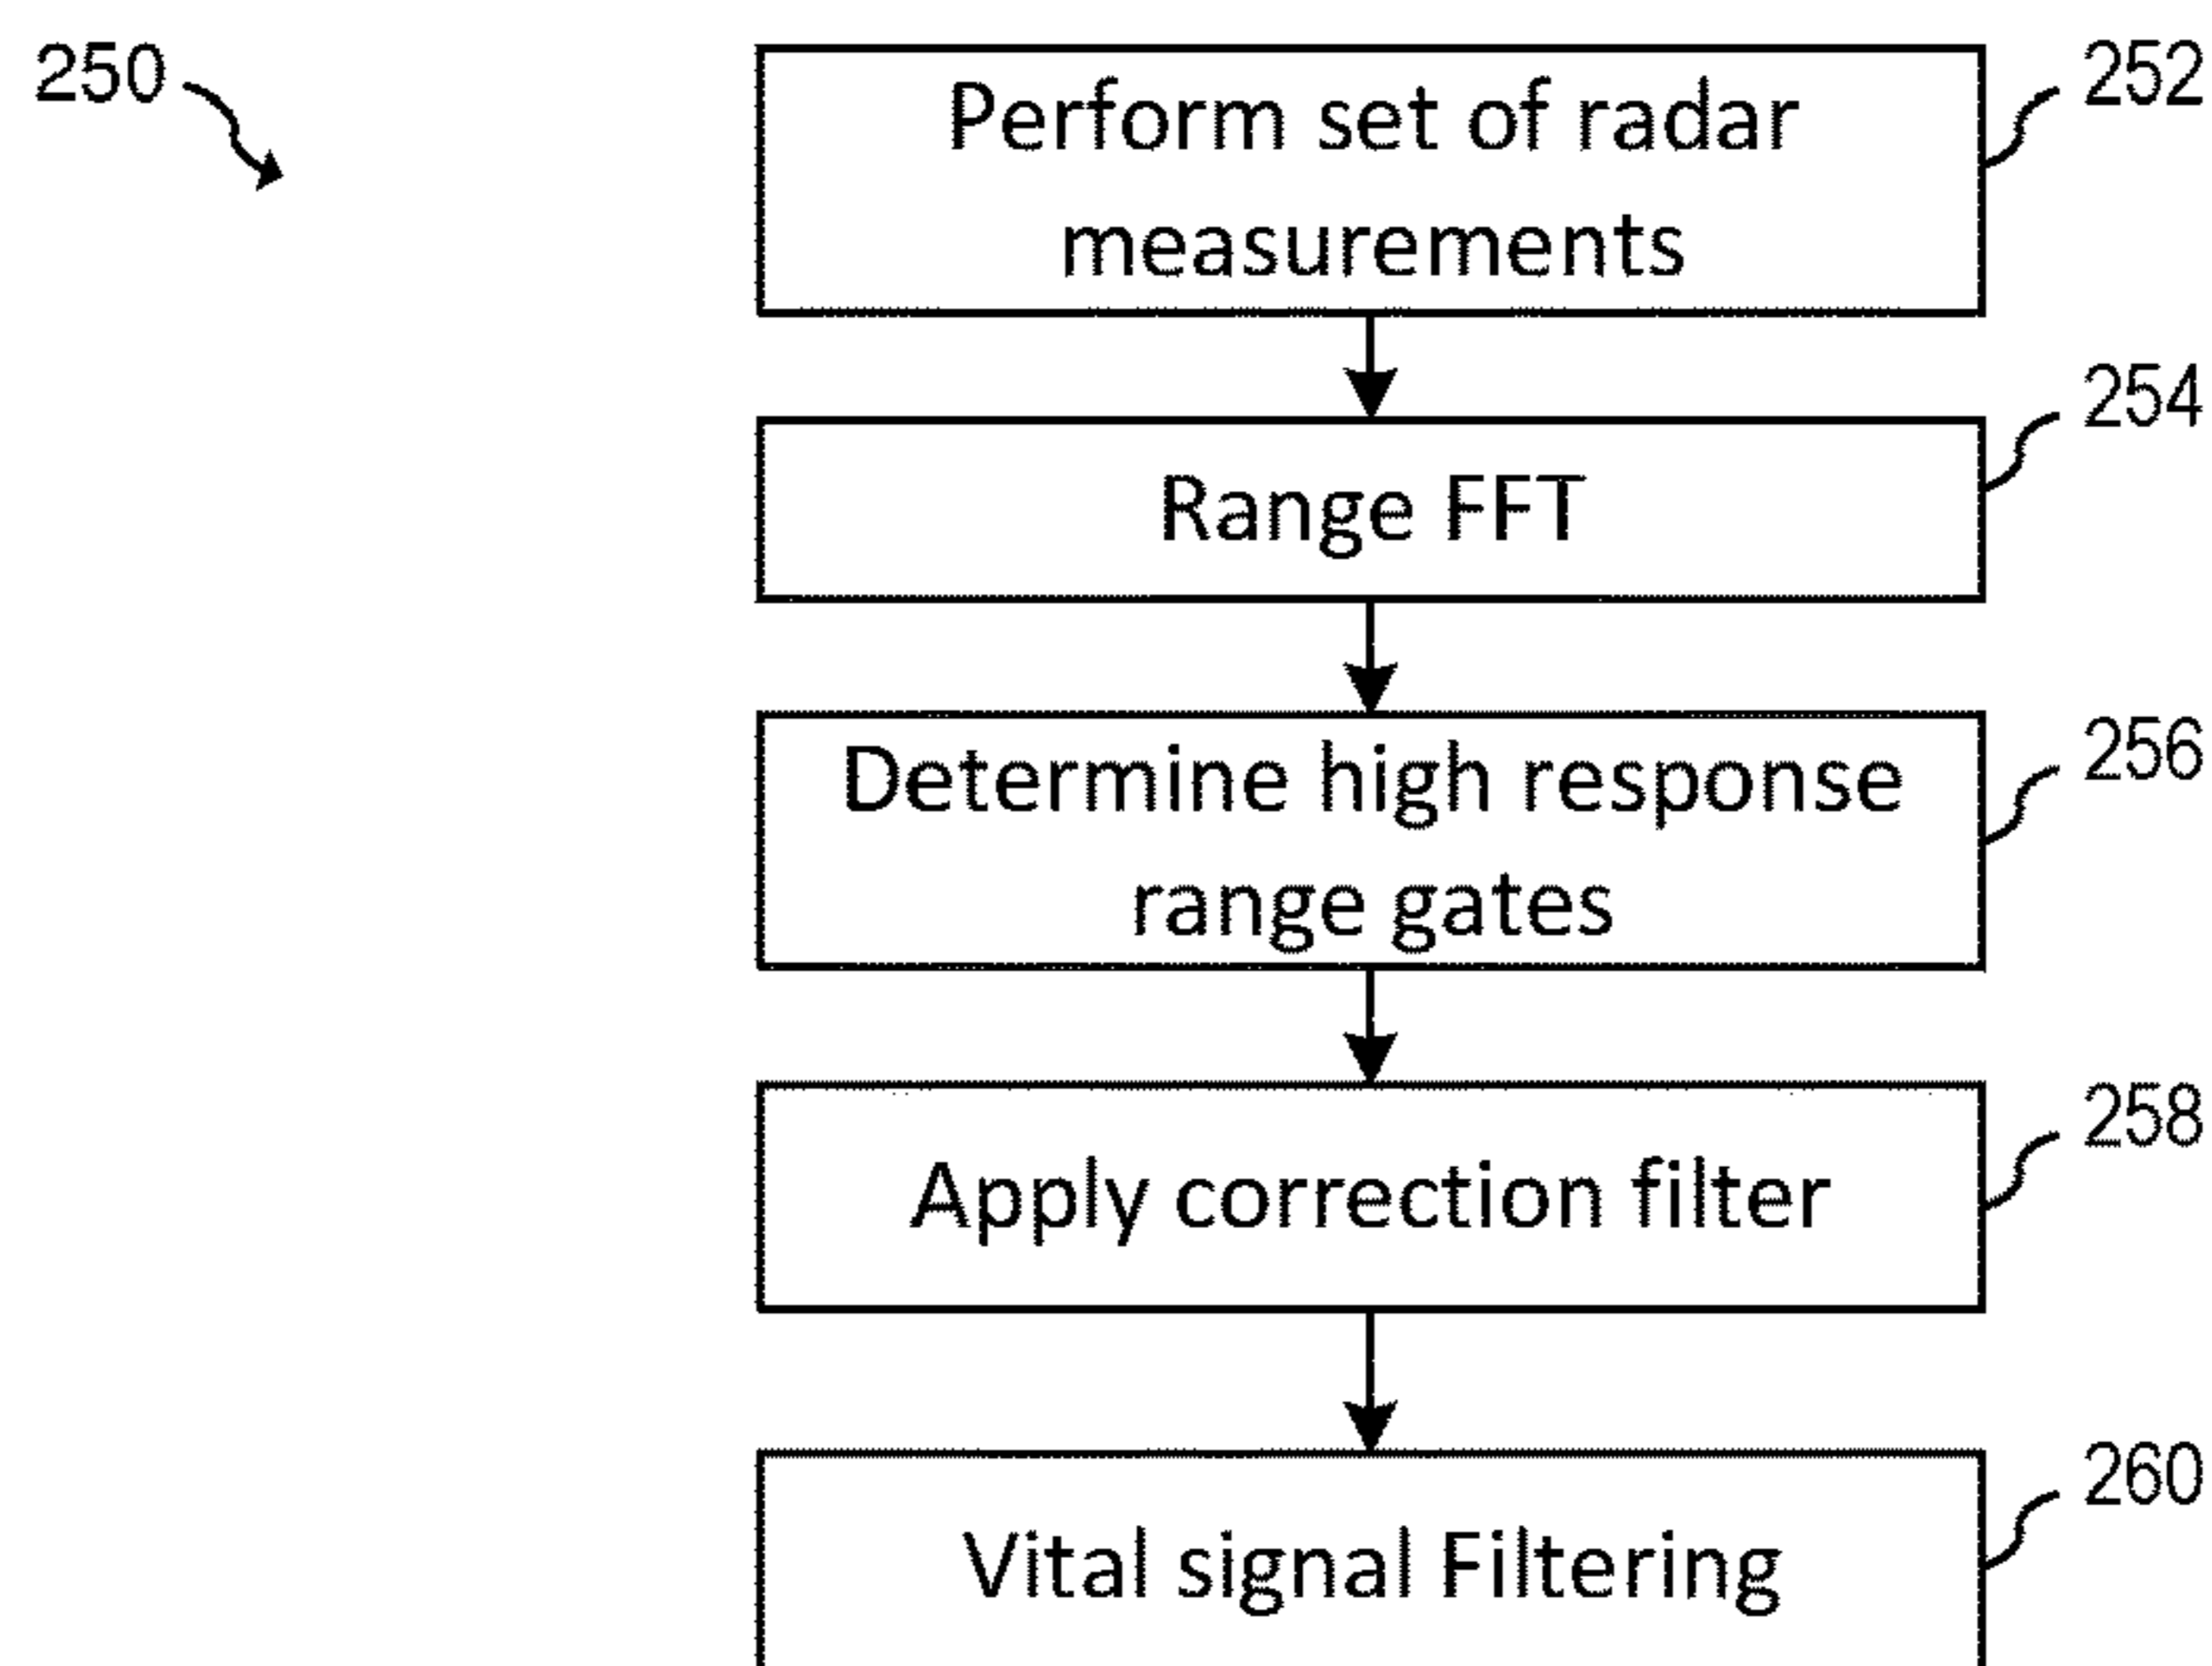 250
252
Perform set of radar
measurements
254
Range FFT
256
Determine high response
range gates
258
Apply correction filter
260
Vital signal Filtering